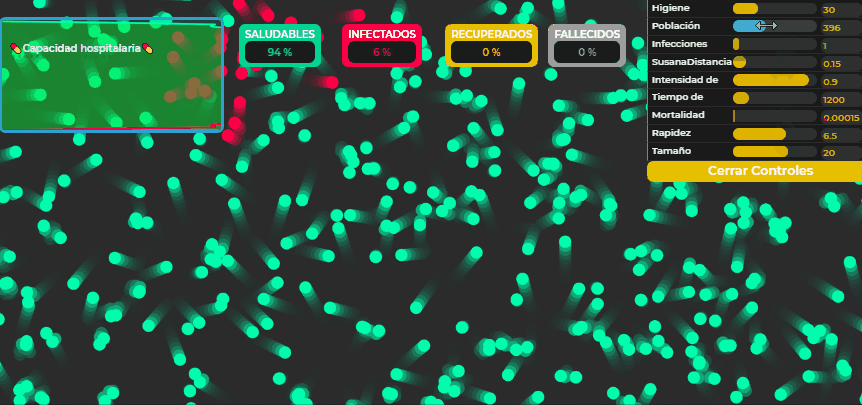 💊 Capacidad hospitalaria 💊
SALUDABLES
94 %
INFECTADOS
6 %
RECUPERADOS
0 %
FALLECIDOS
0 %
Higiene 30
Población 396
Infecciones 1
SusanaDistancia 0.15
Intensidad de 0.9
Tiempo de 1200
Mortalidad 0.00015
Rapidez 6.5
Tamaño 20
Cerrar Controles